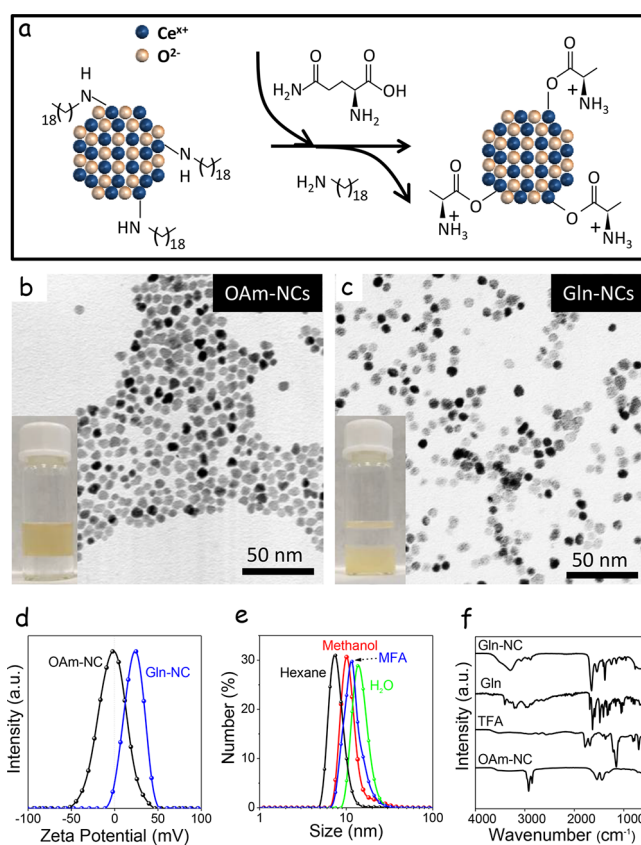 a
Ceˣ⁺
O²⁻
H
N
18
N
H
18
HN
18
O
O
H₂N
OH
NH₂
H₂N
18
O
O
+
NH₃
O
O
+
NH₃
O
O
+
NH₃
b
OAm-NCs
50 nm
c
Gln-NCs
50 nm
d
OAm-NC
Gln-NC
Intensity (a.u.)
-100 -50 0 50 100
Zeta Potential (mV)
e
Methanol
MFA
Hexane
H₂O
Number (%)
30
20
10
0
1 10 100
Size (nm)
f
Gln-NC
Gln
TFA
OAm-NC
Intensity (a.u.)
4000 3000 2000 1000
Wavenumber (cm⁻¹)